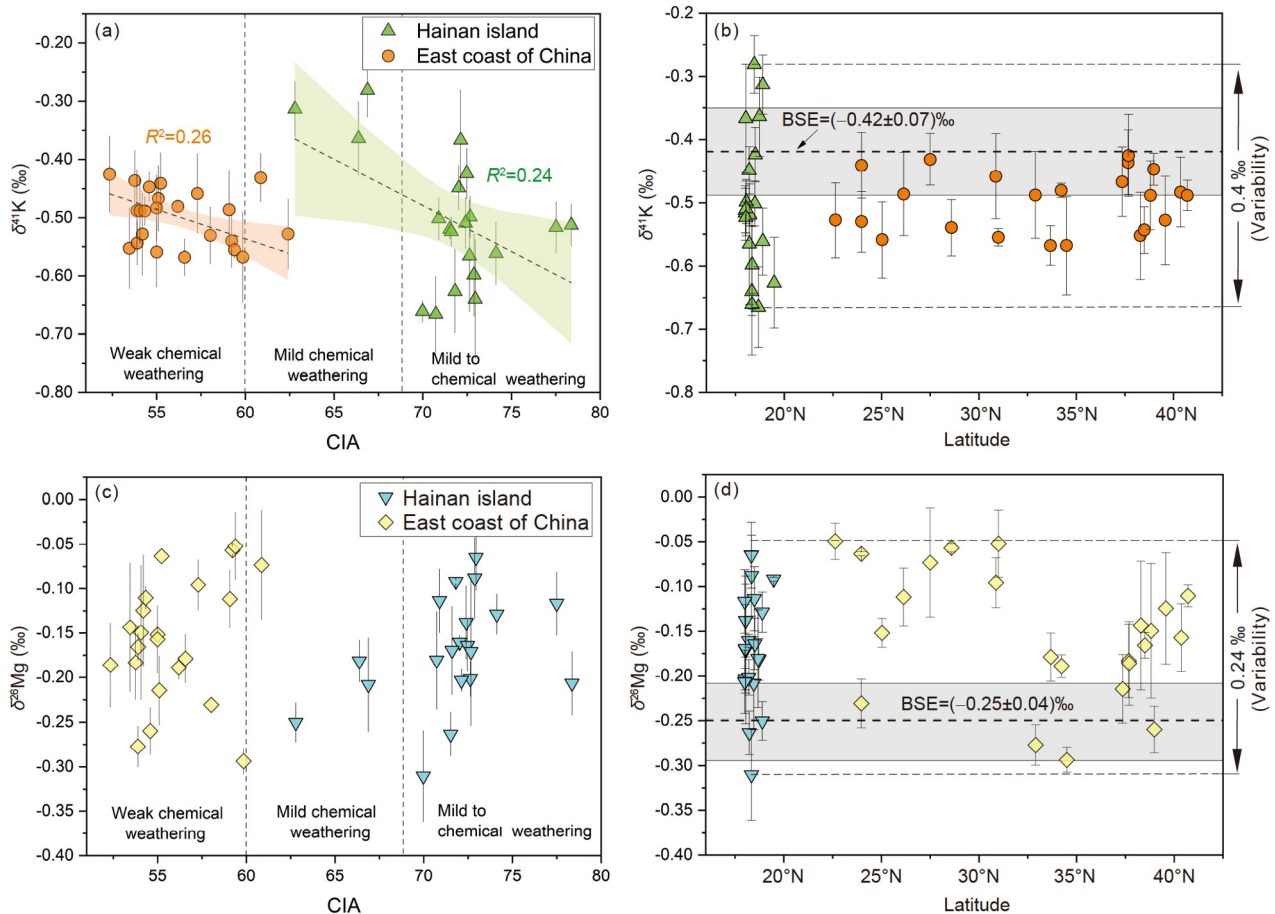 (a)
Hainan island
East coast of China
R²=0.26
R²=0.24
Weak chemical
weathering
Mild chemical
weathering
Mild to
chemical weathering
-0.20
-0.30
-0.40
-0.50
-0.60
-0.70
-0.80
δ⁴¹K (‰)
55
60
65
70
75
80
CIA
(b)
-0.2
-0.3
-0.4
-0.5
-0.6
-0.7
-0.8
δ⁴¹K (‰)
BSE=(−0.42±0.07)‰
0.4 ‰
(Variability)
20°N
25°N
30°N
35°N
40°N
Latitude
(c)
Hainan island
East coast of China
0.00
-0.05
-0.10
-0.15
-0.20
-0.25
-0.30
-0.35
-0.40
δ²⁶Mg (‰)
Weak chemical
weathering
Mild chemical
weathering
Mild to
chemical weathering
55
60
65
70
75
80
CIA
(d)
0.00
-0.05
-0.10
-0.15
-0.20
-0.25
-0.30
-0.35
-0.40
δ²⁶Mg (‰)
BSE=(−0.25±0.04)‰
0.24 ‰
(Variability)
20°N
25°N
30°N
35°N
40°N
Latitude